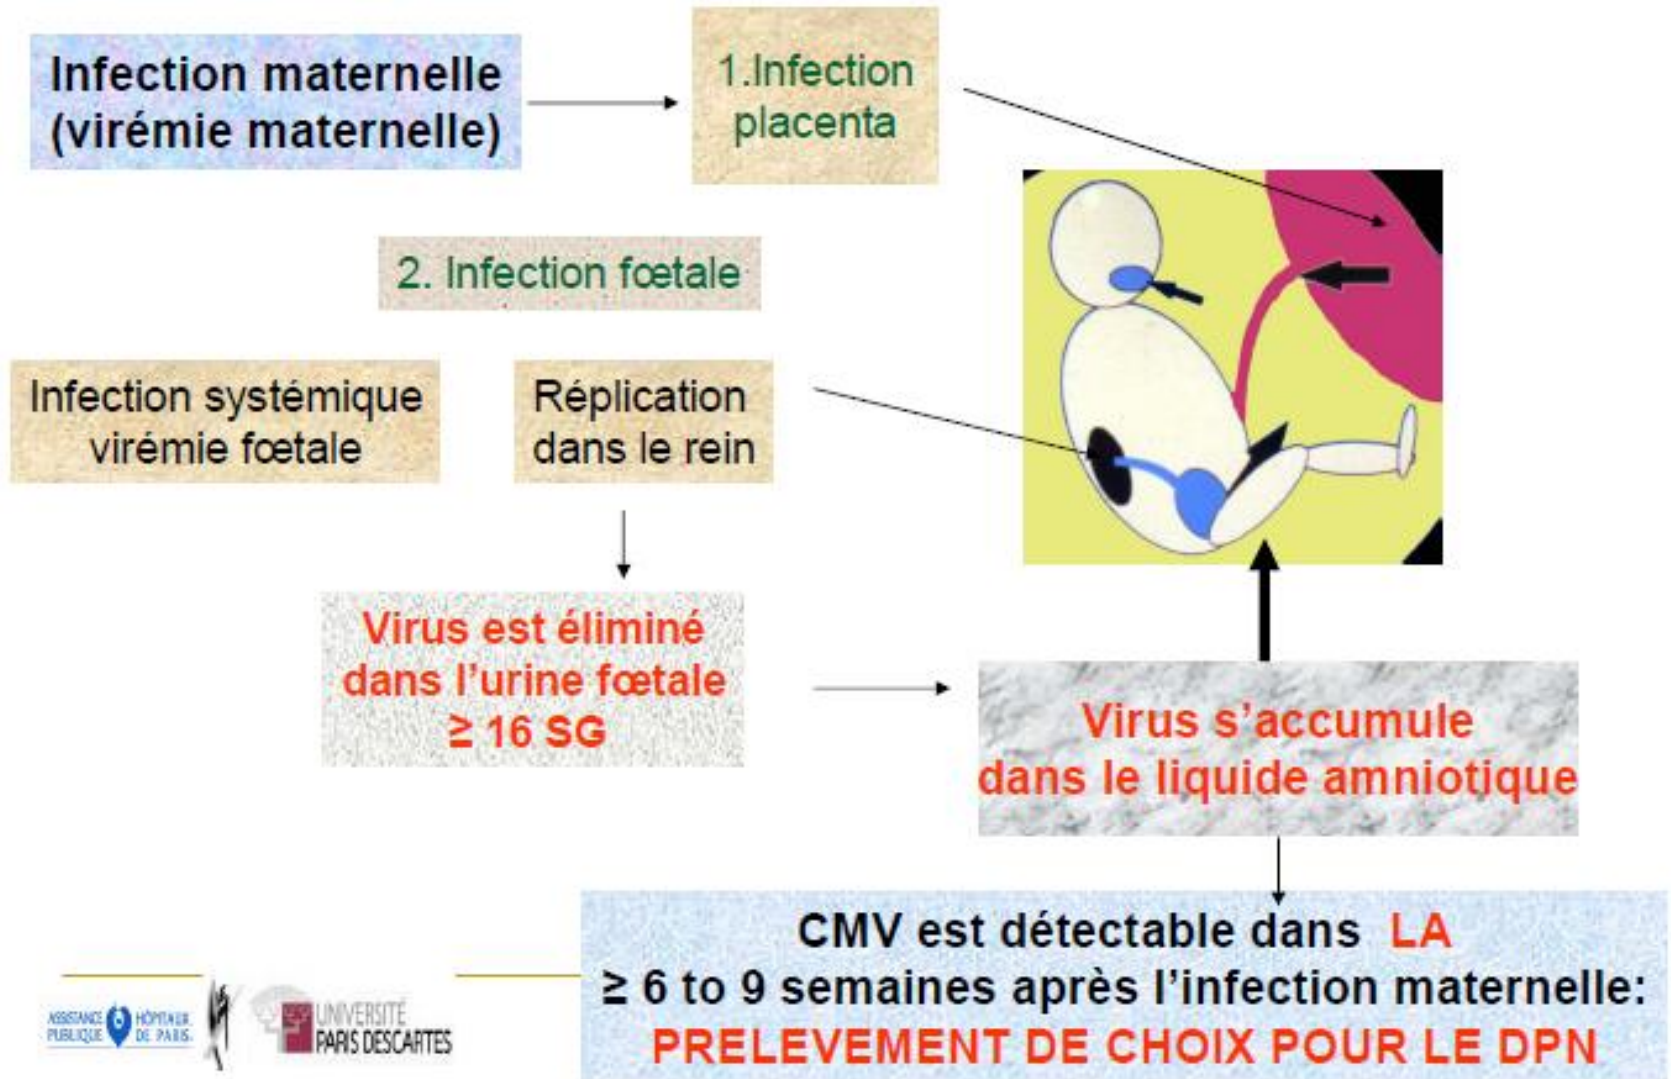 Infection maternelle
(virémie maternelle)
1.Infection
placenta
2. Infection fœtale
Infection systémique
virémie fœtale
Réplication
dans le rein
Virus est éliminé
dans l'urine fœtale
≥ 16 SG
Virus s'accumule
dans le liquide amniotique
CMV est détectable dans LA
≥ 6 to 9 semaines après l'infection maternelle:
PRELEVEMENT DE CHOIX POUR LE DPN
ASSISTANCE PUBLIQUE
HÔPITAUX DE PARIS
UNIVERSITÉ
PARIS DESCARTES